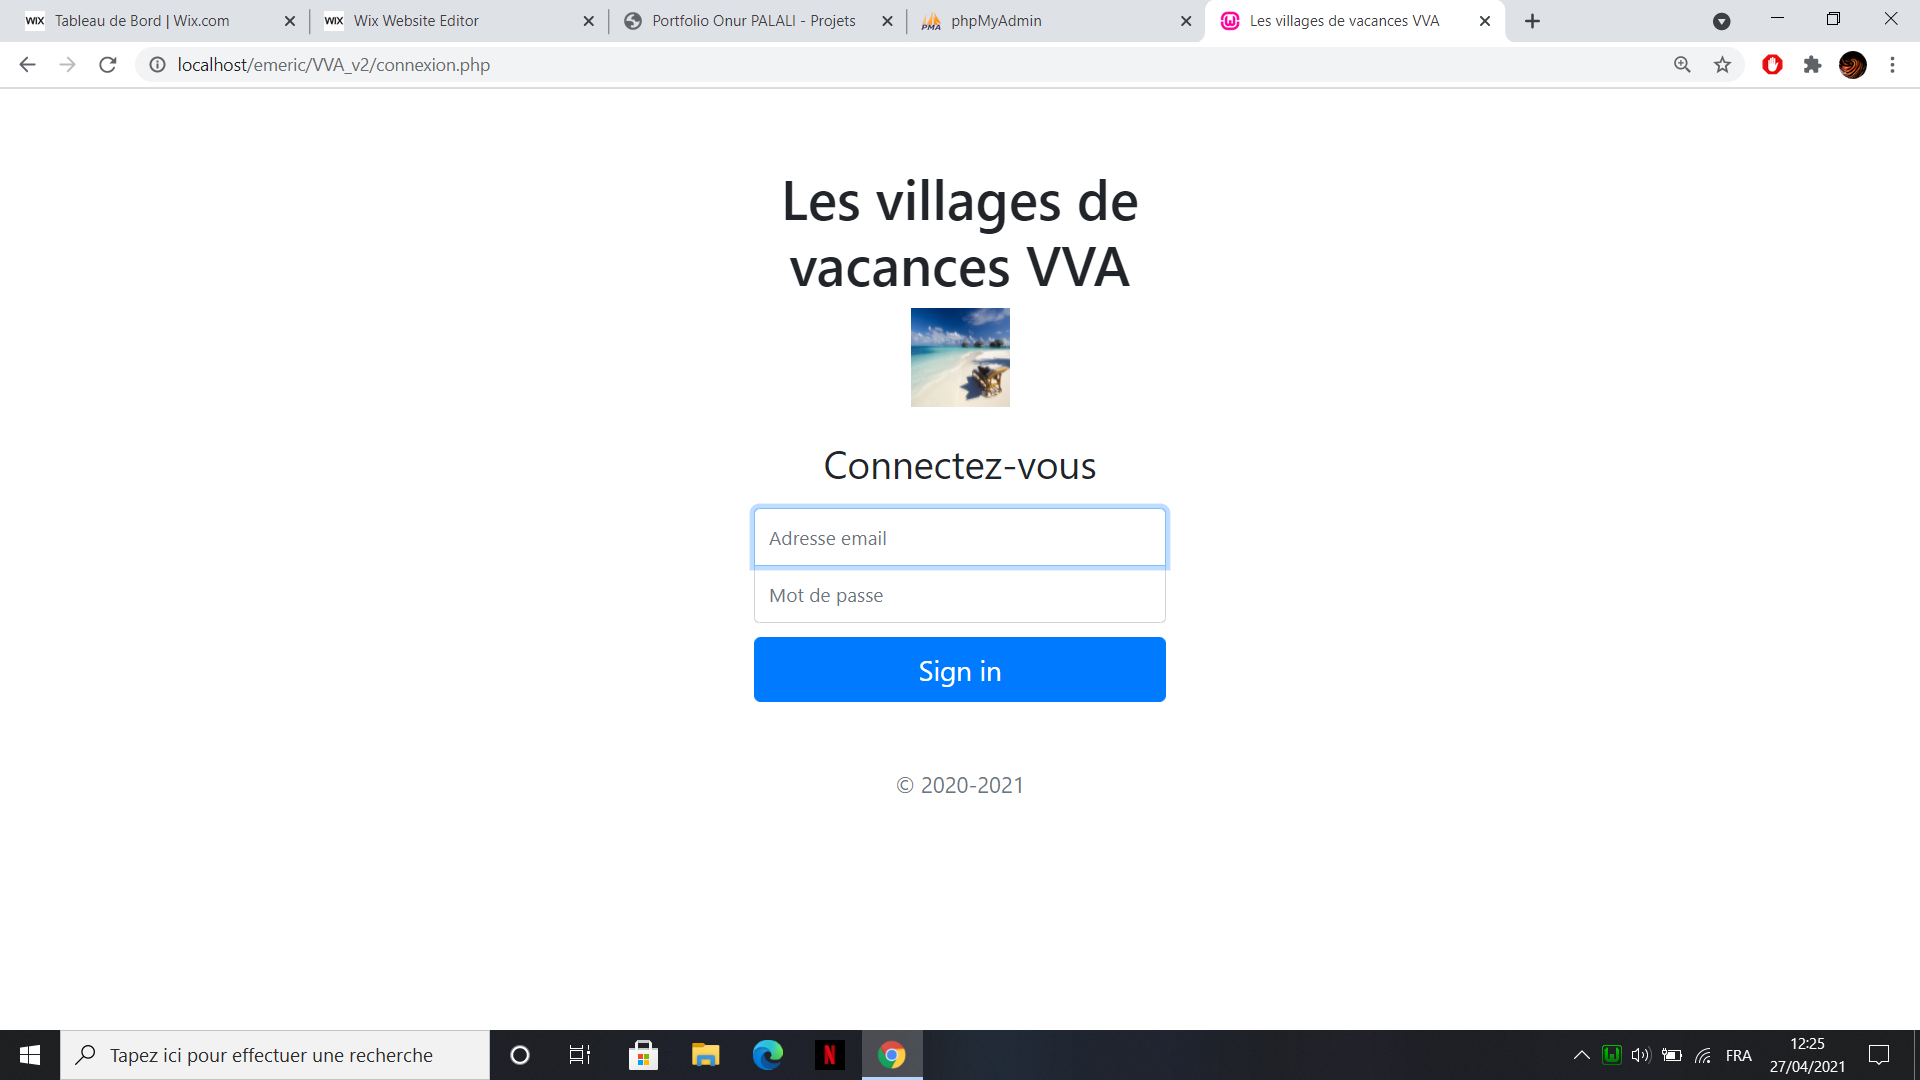 WIX Tableau de Bord | Wix.com
WIX Wix Website Editor
Portfolio Onur PALALI - Projets
PMA phpMyAdmin
Les villages de vacances VVA
localhost/emeric/VVA_v2/connexion.php
Les villages de
vacances VVA
Connectez-vous
Adresse email
Mot de passe
Sign in
© 2020-2021
Tapez ici pour effectuer une recherche
N
FRA
12:25
27/04/2021